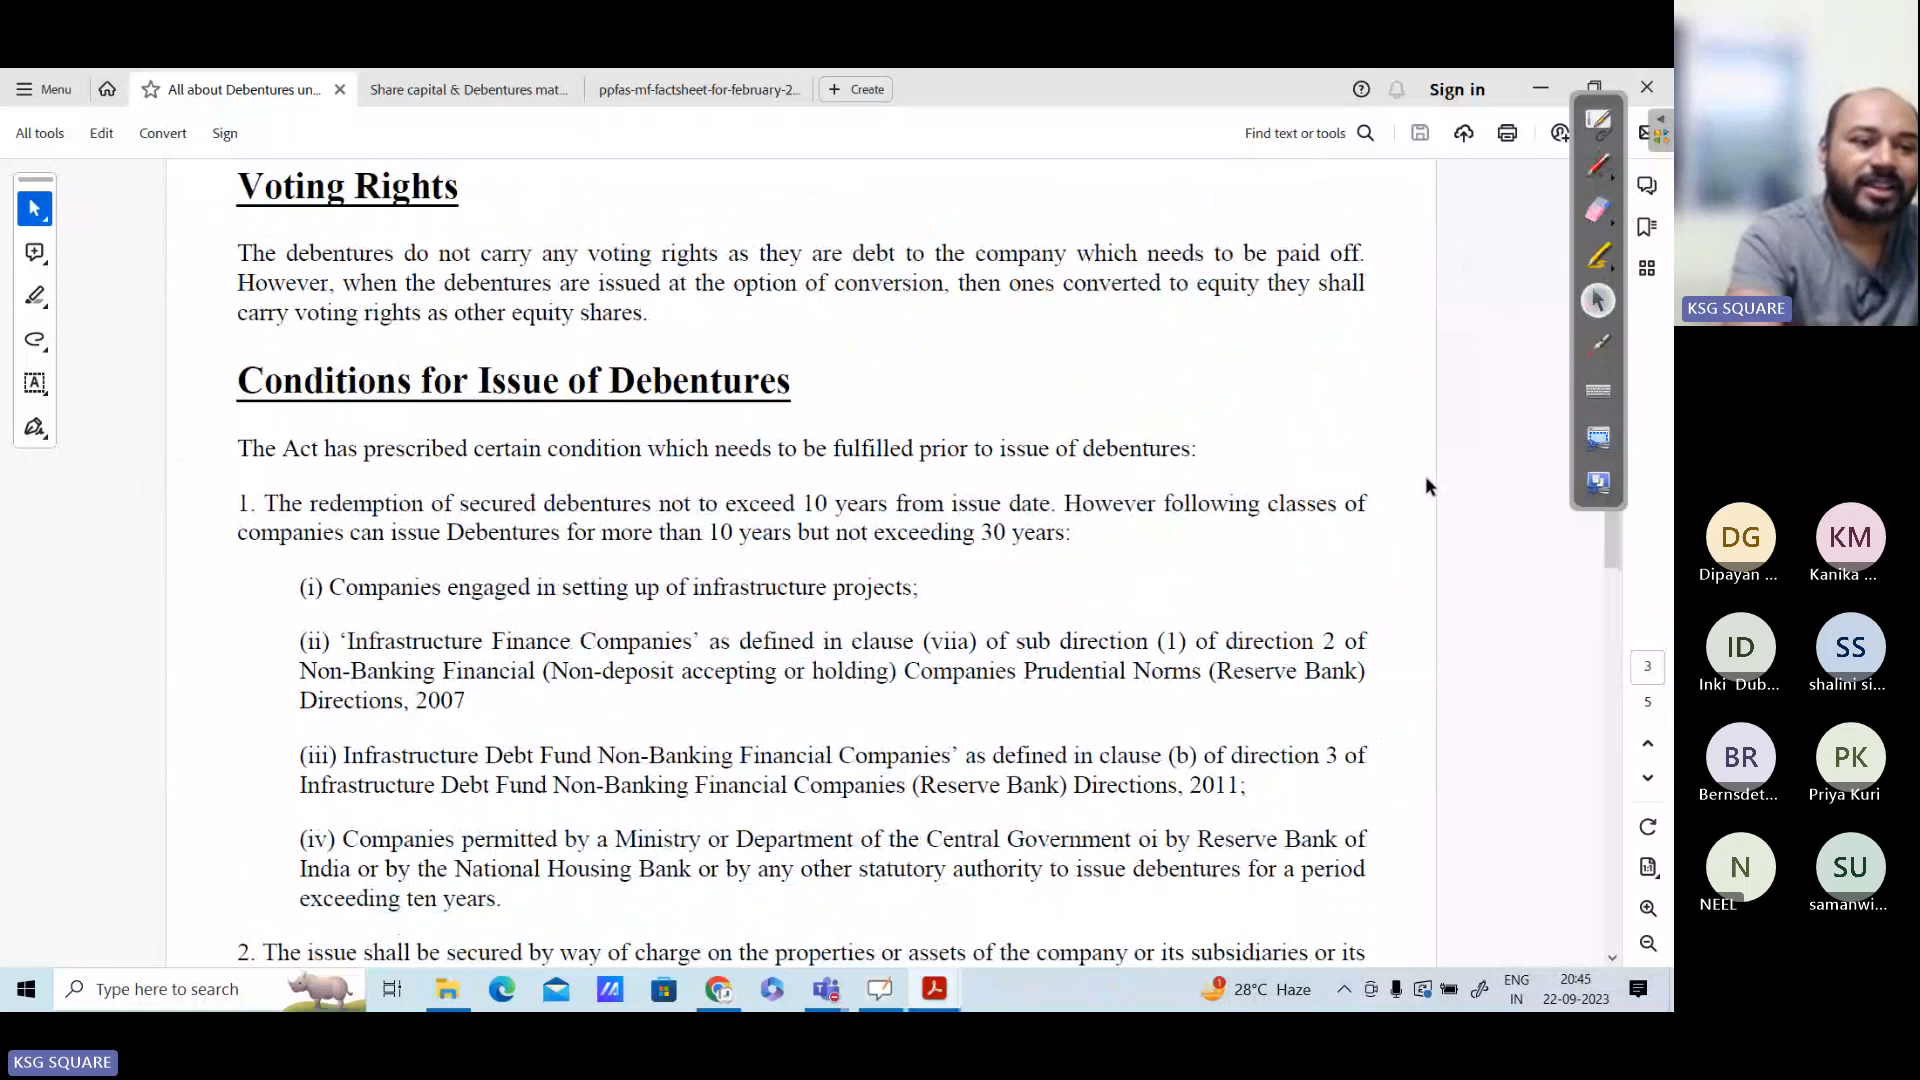 Menu
All about Debentures un...
Share capital & Debentures mat...
ppfas-mf-factsheet-for-february-2...
Create
Sign in
All tools
Edit
Convert
Sign
Find text or tools
Voting Rights
The debentures do not carry any voting rights as they are debt to the company which needs to be paid off.
However, when the debentures are issued at the option of conversion, then ones converted to equity they shall
carry voting rights as other equity shares.
Conditions for Issue of Debentures
The Act has prescribed certain condition which needs to be fulfilled prior to issue of debentures:
1. The redemption of secured debentures not to exceed 10 years from issue date. However following classes of
companies can issue Debentures for more than 10 years but not exceeding 30 years:
(i) Companies engaged in setting up of infrastructure projects;
(ii) ‘Infrastructure Finance Companies’ as defined in clause (viia) of sub direction (1) of direction 2 of
Non-Banking Financial (Non-deposit accepting or holding) Companies Prudential Norms (Reserve Bank)
Directions, 2007
(iii) Infrastructure Debt Fund Non-Banking Financial Companies’ as defined in clause (b) of direction 3 of
Infrastructure Debt Fund Non-Banking Financial Companies (Reserve Bank) Directions, 2011;
(iv) Companies permitted by a Ministry or Department of the Central Government oi by Reserve Bank of
India or by the National Housing Bank or by any other statutory authority to issue debentures for a period
exceeding ten years.
2. The issue shall be secured by way of charge on the properties or assets of the company or its subsidiaries or its
3
5
Type here to search
1
28°C Haze
ENG
IN
20:45
22-09-2023
KSG SQUARE
KSG SQUARE
DG
Dipayan ...
KM
Kanika ...
ID
Inki Dub...
SS
shalini si...
BR
Bernsdet...
PK
Priya Kuri
N
NEEL
SU
samanwi...